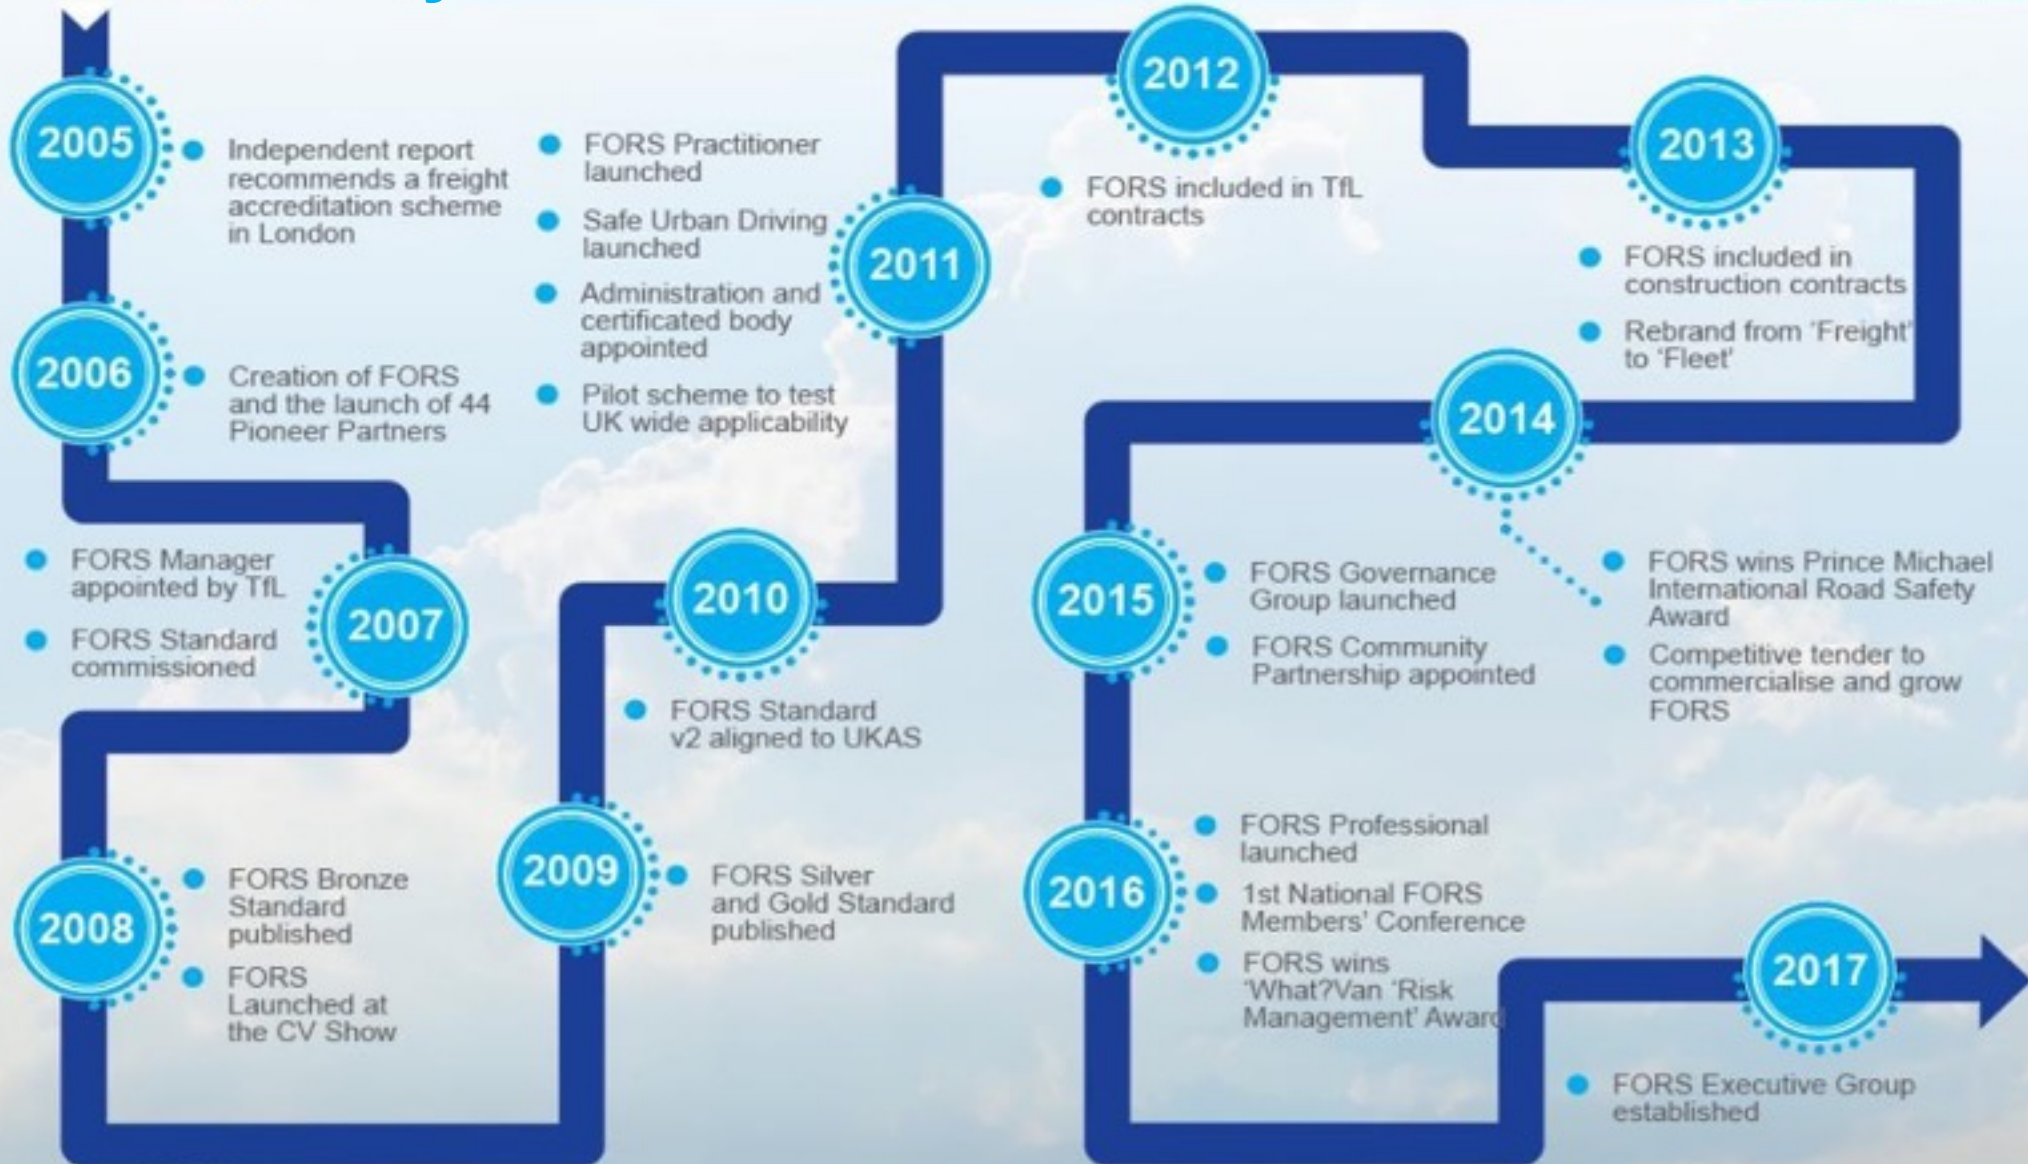 2005
Independent report
recommends a freight
accreditation scheme
in London
2006
Creation of FORS
and the launch of 44
Pioneer Partners
FORS Manager
appointed by TfL
FORS Standard
commissioned
2007
2008
FORS Bronze
Standard
published
FORS
Launched at
the CV Show
2009
FORS Silver
and Gold Standard
published
2010
FORS Standard
v2 aligned to UKAS
FORS Practitioner
launched
Safe Urban Driving
launched
Administration and
certificated body
appointed
Pilot scheme to test
UK wide applicability
2011
2012
FORS included in TfL
contracts
2013
FORS included in
construction contracts
Rebrand from ‘Freight’
to ‘Fleet’
2014
FORS wins Prince Michael
International Road Safety
Award
Competitive tender to
commercialise and grow
FORS
2015
FORS Governance
Group launched
FORS Community
Partnership appointed
2016
FORS Professional
launched
1st National FORS
Members’ Conference
FORS wins
‘What?Van ‘Risk
Management’ Award
2017
FORS Executive Group
established